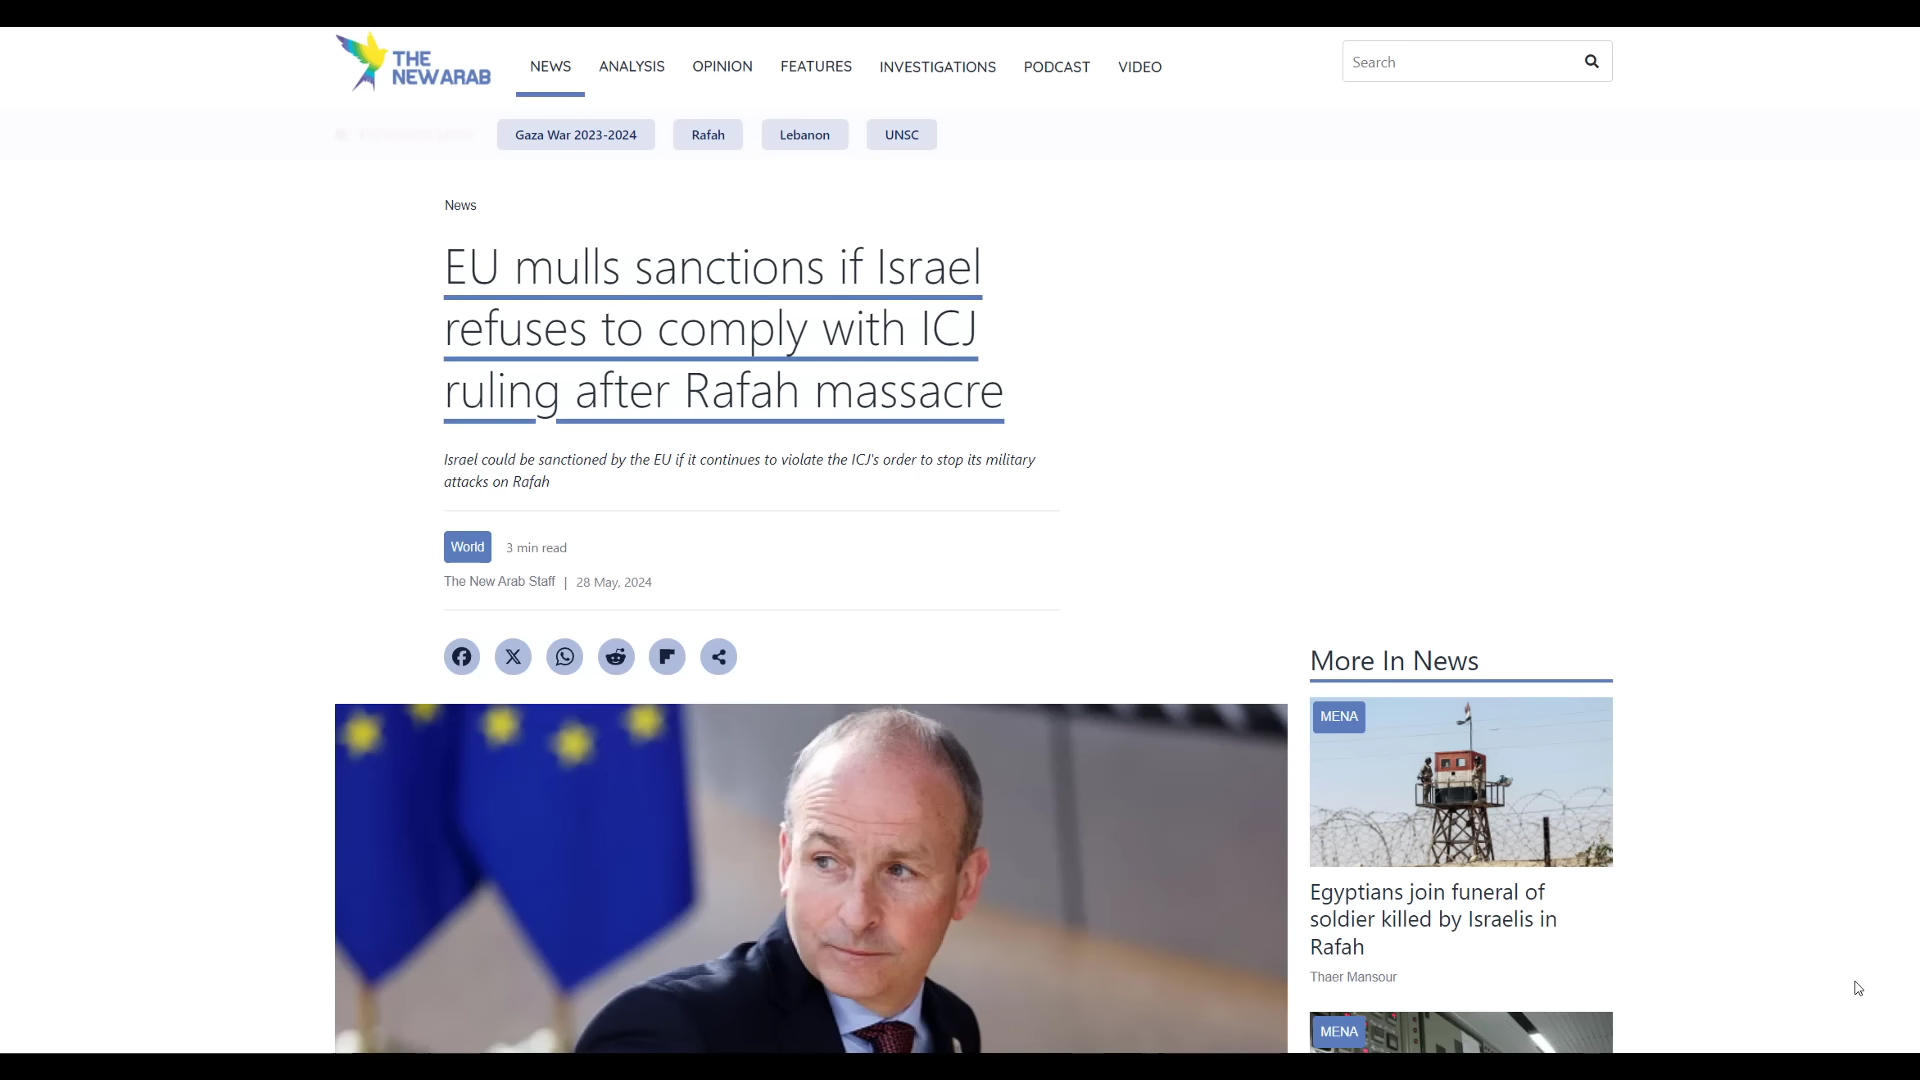 THE
NEW ARAB
NEWS
ANALYSIS
OPINION
FEATURES
INVESTIGATIONS
PODCAST
VIDEO
Search
Gaza War 2023-2024
Rafah
Lebanon
UNSC
News
EU mulls sanctions if Israel
refuses to comply with ICJ
ruling after Rafah massacre
Israel could be sanctioned by the EU if it continues to violate the ICJ's order to stop its military
attacks on Rafah
World
3 min read
The New Arab Staff | 28 May, 2024
More In News
MENA
Egyptians join funeral of
soldier killed by Israelis in
Rafah
Thaer Mansour
MENA